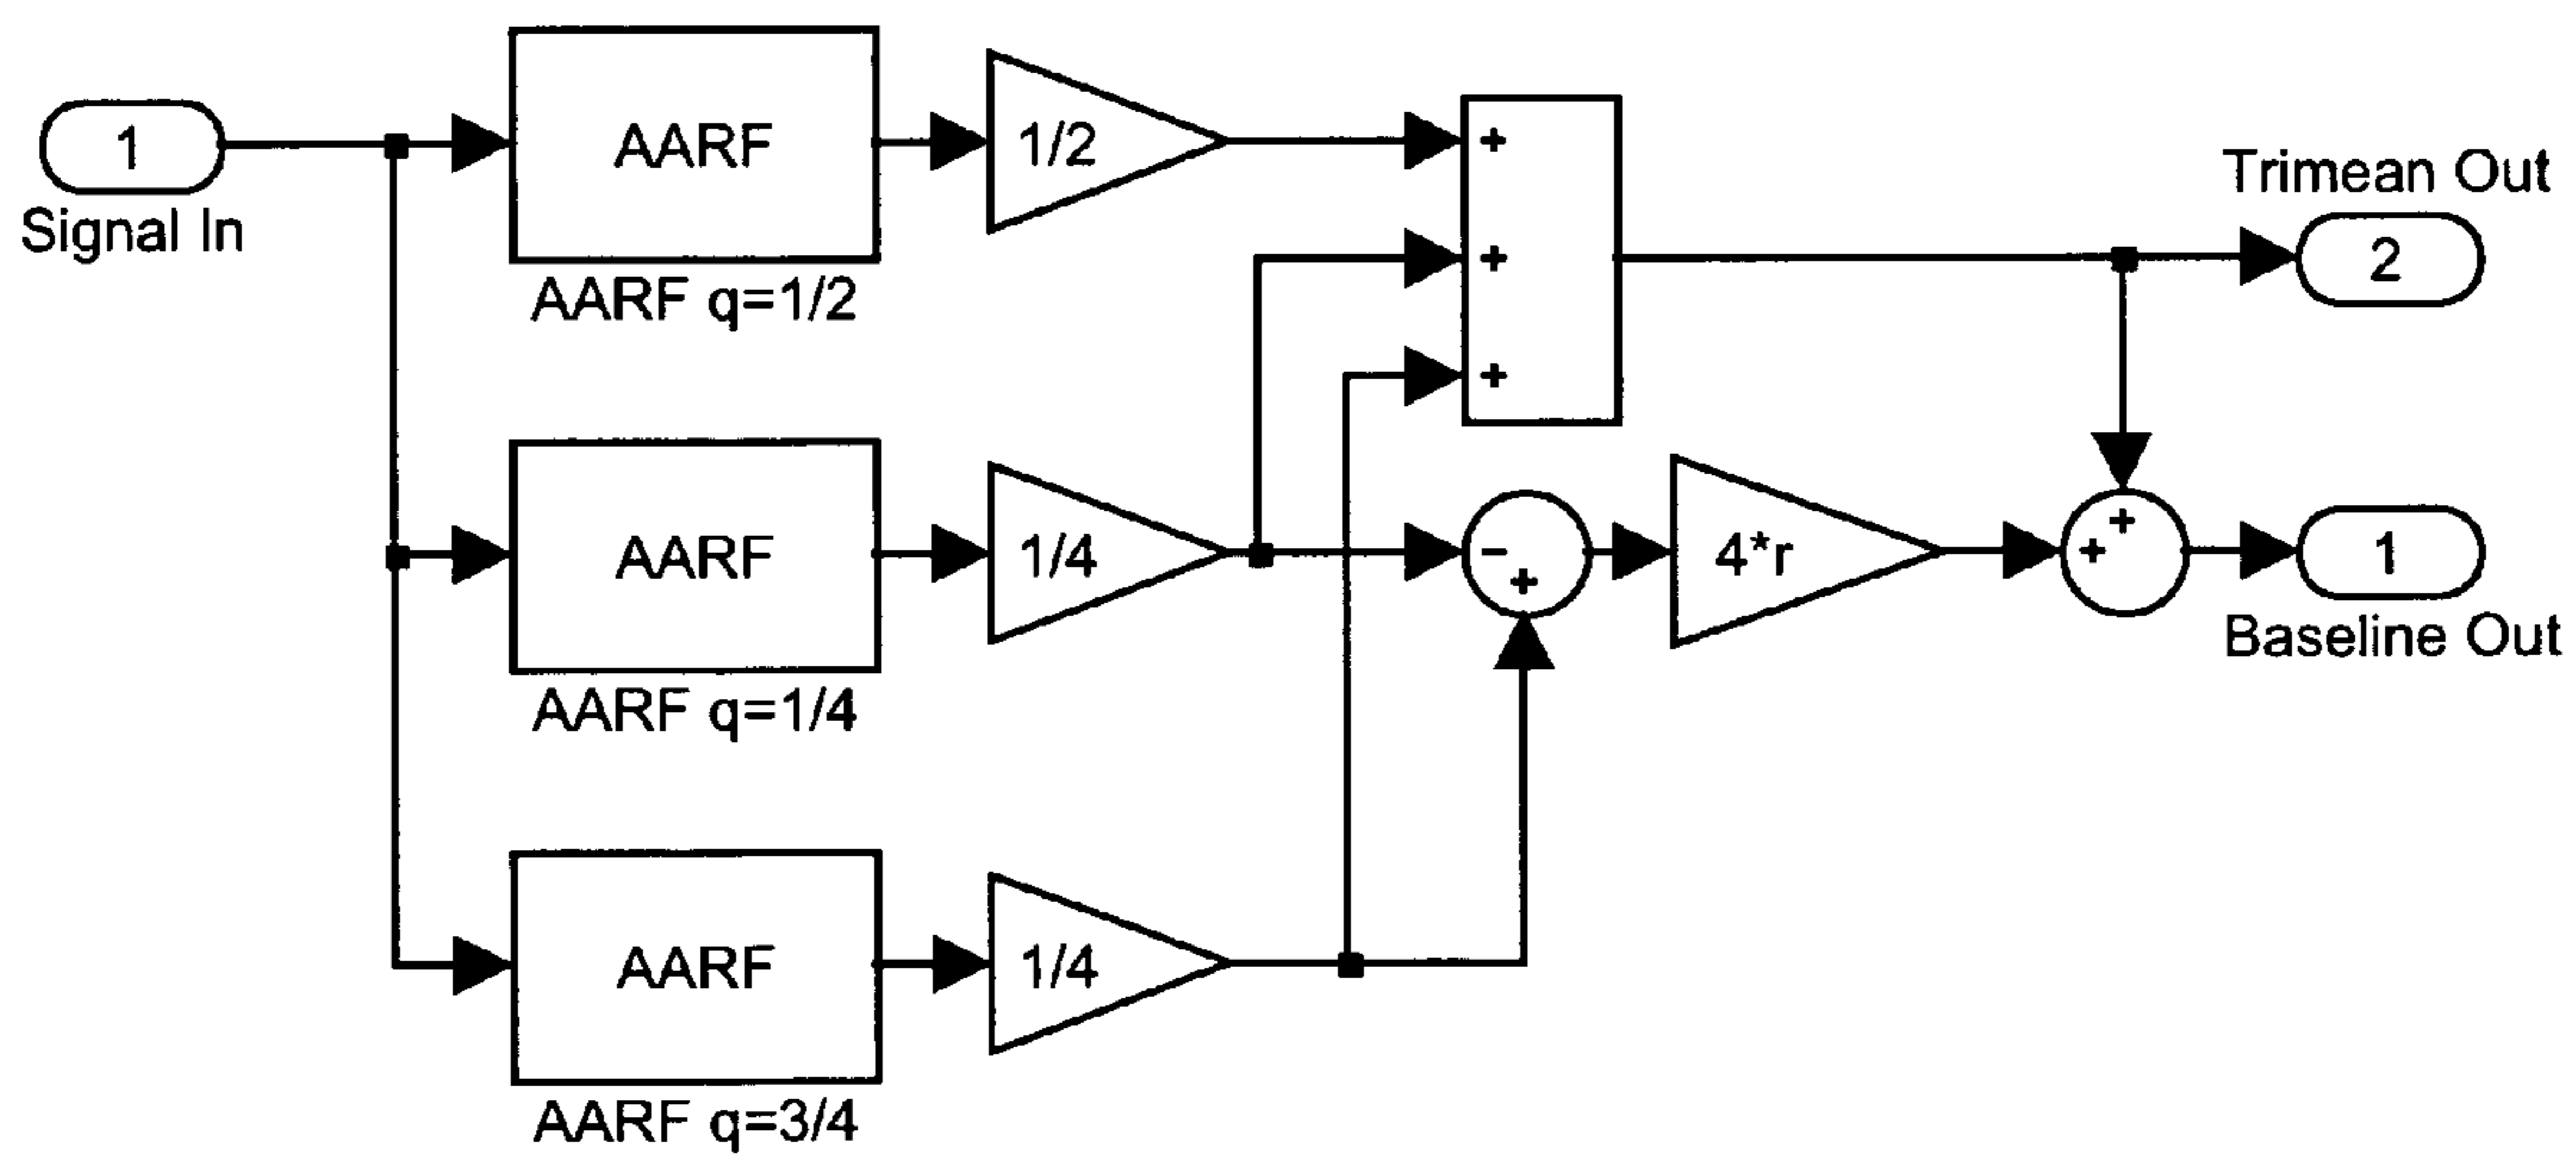 1
Signal In
AARF
AARF q=1/2
1/2
AARF
AARF q=1/4
1/4
AARF
AARF q=3/4
1/4
+
+
+
-
+
4*r
+
+
Trimean Out
2
1
Baseline Out